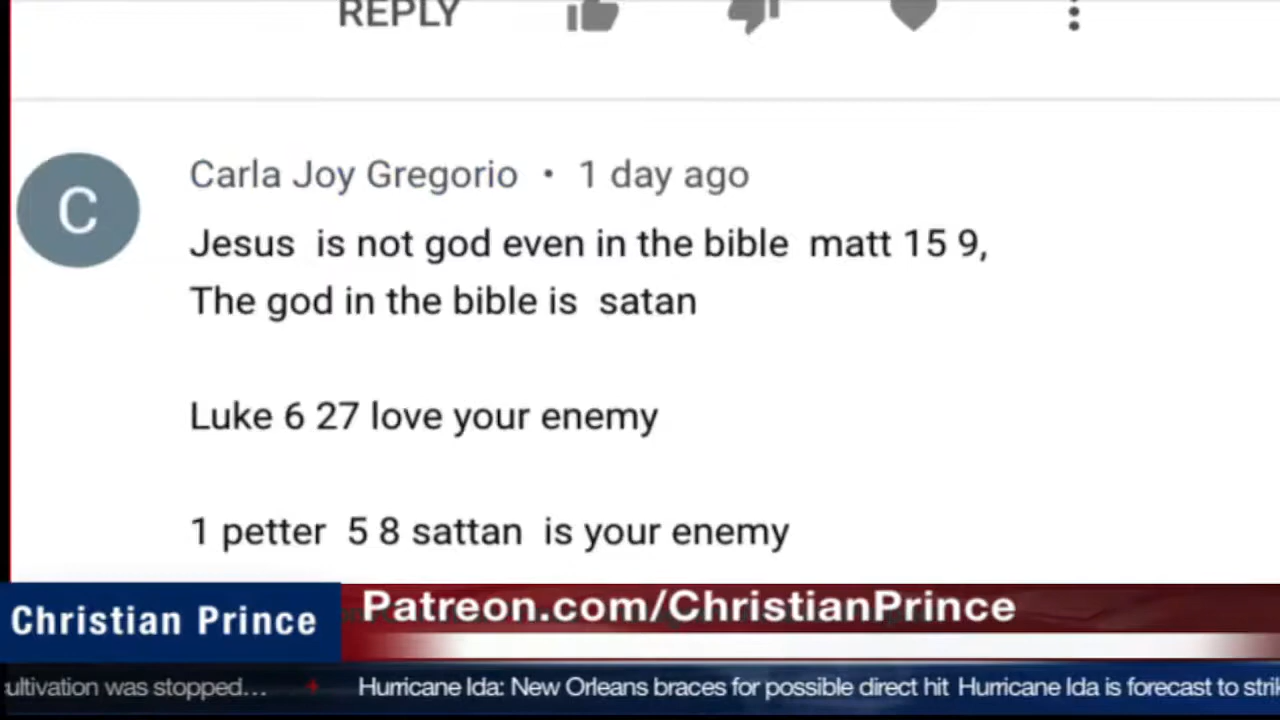 REPLY
Carla Joy Gregorio • 1 day ago
Jesus is not god even in the bible matt 15 9,
The god in the bible is satan
Luke 6 27 love your enemy
1 petter 5 8 sattan is your enemy
Christian Prince
Patreon.com/ChristianPrince
ultivation was stopped... Hurricane Ida: New Orleans braces for possible direct hit Hurricane Ida is forecast to strik